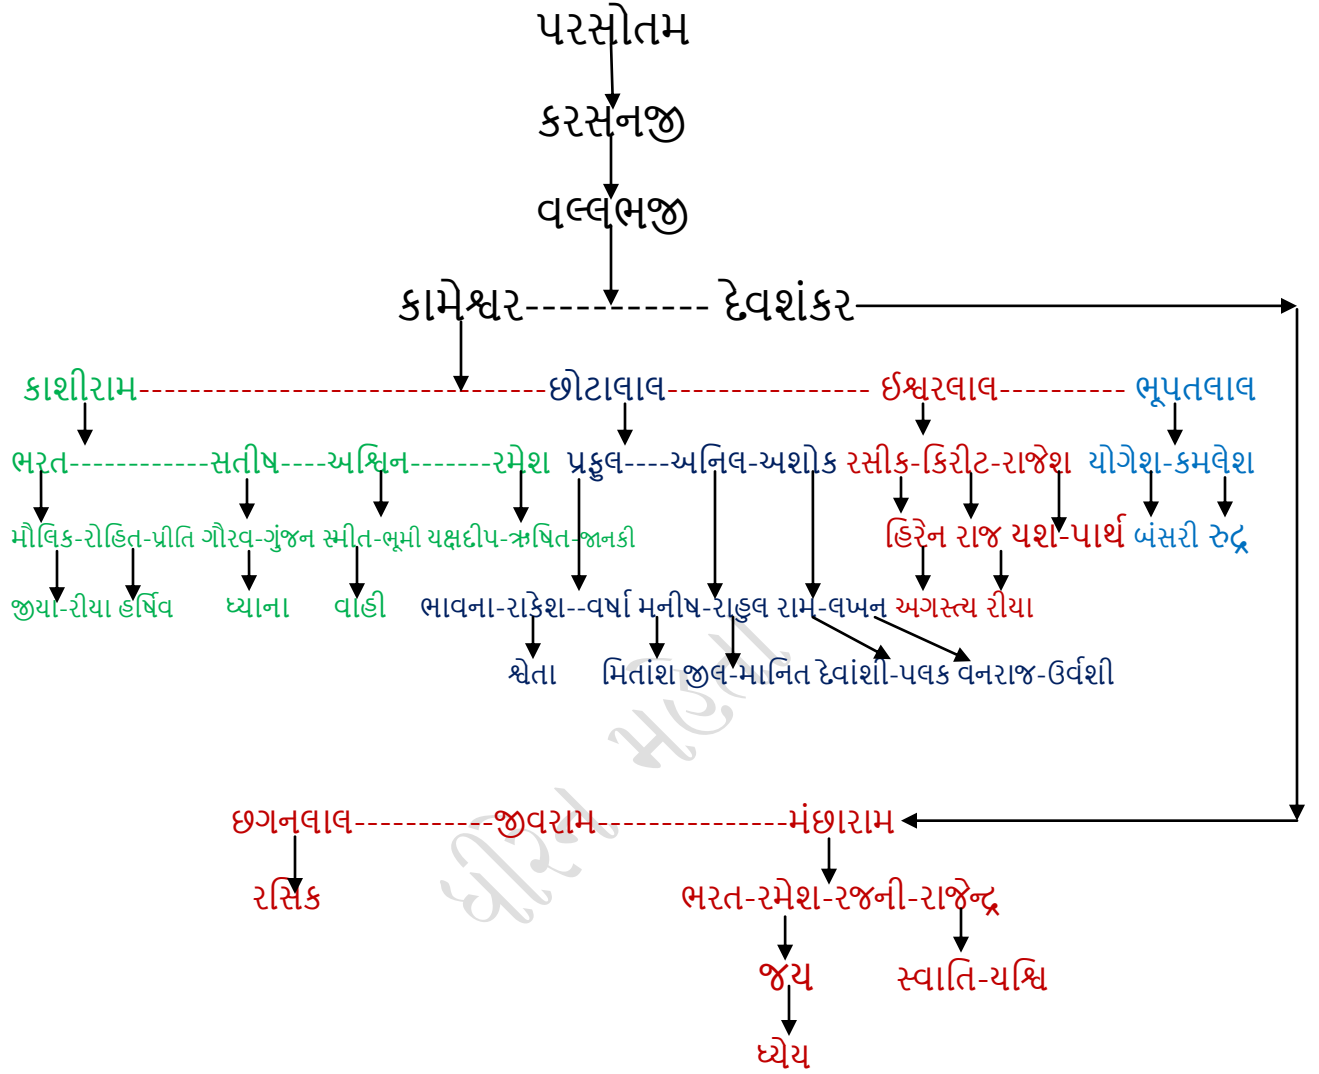 પરસોતમ
કરસનજી
વલ્લભજી
કામેશ્વર----------- દેવશંકર
કાશીરામ--------------------------છોટાલાલ------------- ઈશ્વરલાલ-------- ભૂપતલાલ
ભરત-----------સતીષ----અશ્વિન------રમેશ પ્રફુલ----અનિલ-અશોક રસીક-કિરીટ-રાજેશ યોગેશ-કમલેશ
મૌલિક-રોહિત-પ્રીતિ ગૌરવ-ગુંજન સ્મીત-ભૂમી યક્ષદીપ-ઋષિત-જાનકી હિરેન રાજ યશ-પાર્થ બંસરી રુદ્ર
જીયા-રીયા હર્ષિવ ધ્યાના વાહી ભાવના-રાકેશ--વર્ષા મનીષ-રાહુલ રામ-લખન અગસ્ત્ય રીયા
શ્વેતા મિતાંશ જીલ-માનિત દેવાંશી-પલક વનરાજ-ઉર્વશી
છગનલાલ-----------જીવરામ---------------મંછારામ
રસિક ભરત-રમેશ-રજની-રાજેન્દ્ર
જય સ્વાતિ-યશ્વિ
ધ્યેય
ધીરેન મહેતા